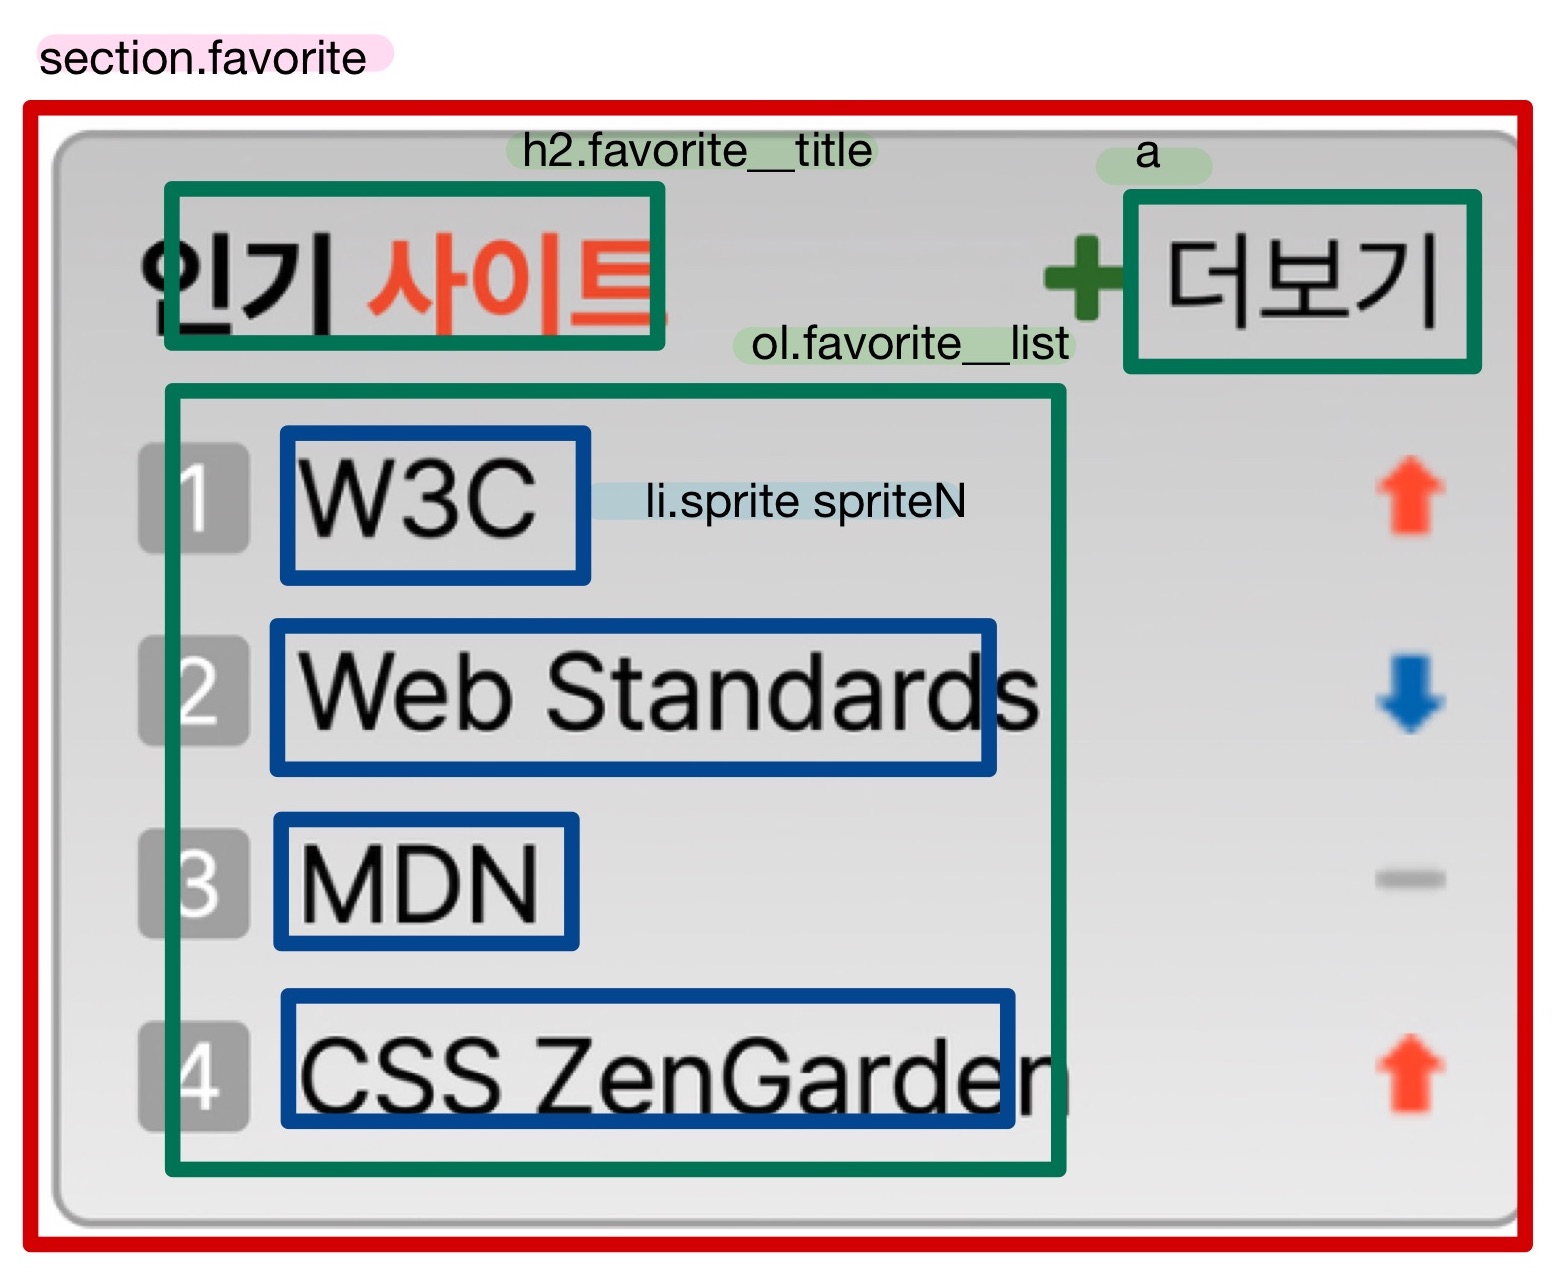 section.favorite
h2.favorite__title
a
인기 사이트
더보기
ol.favorite__list
1 W3C
li.sprite spriteN
2 Web Standards
3 MDN
4 CSS ZenGarden